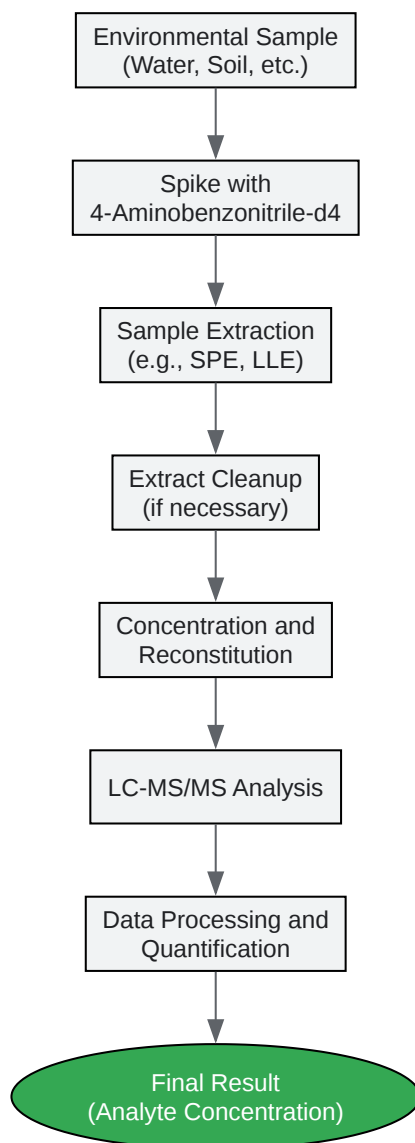 Environmental Sample
(Water, Soil, etc.)
Spike with
4-Aminobenzonitrile-d4
Sample Extraction
(e.g., SPE, LLE)
Extract Cleanup
(if necessary)
Concentration and
Reconstitution
LC-MS/MS Analysis
Data Processing and
Quantification
Final Result
(Analyte Concentration)